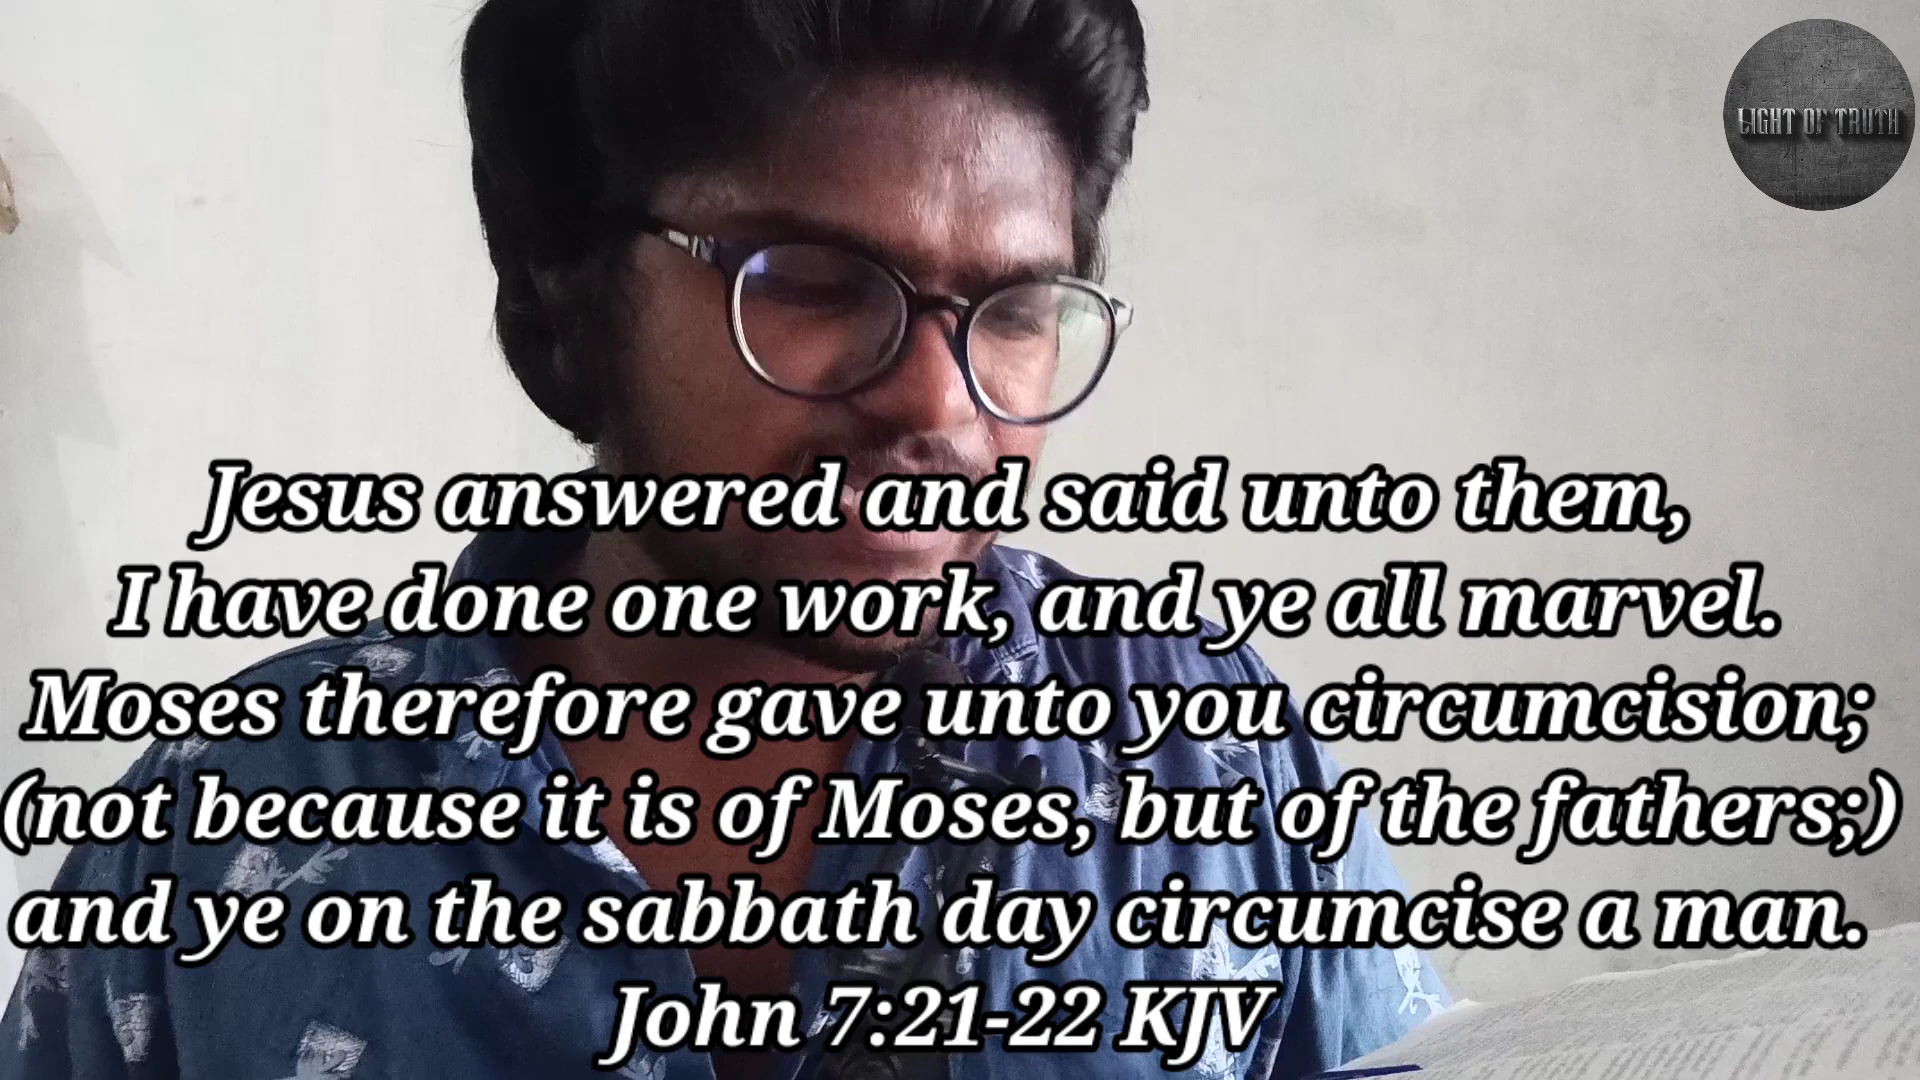 LIGHT OF TRUTH
Jesus answered and said unto them,
I have done one work, and ye all marvel.
Moses therefore gave unto you circumcision;
(not because it is of Moses, but of the fathers;)
and ye on the sabbath day circumcise a man.
John 7:21-22 KJV